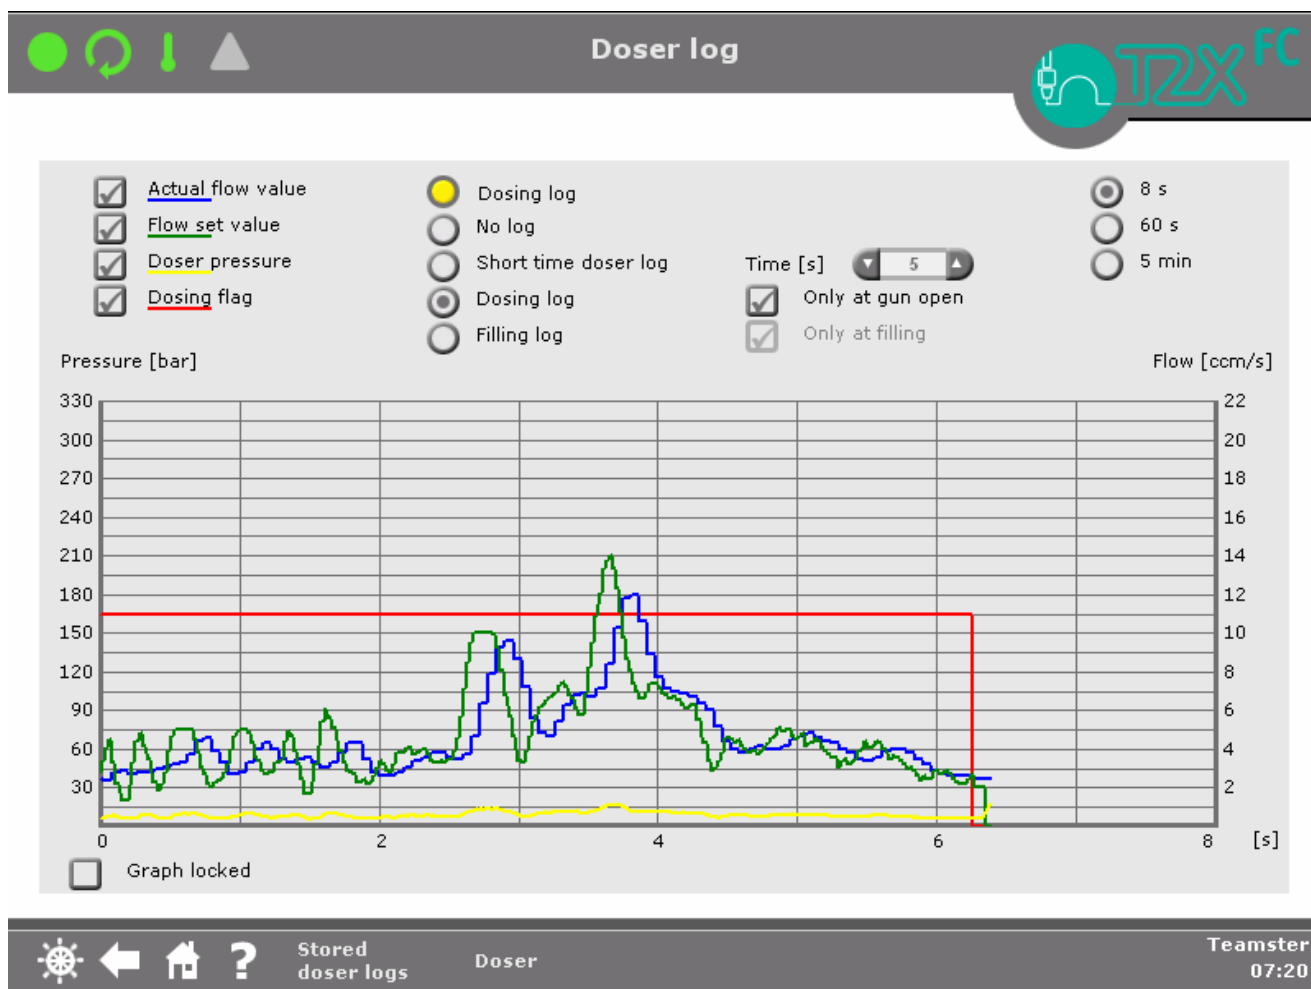 Doser log
T2X FC
Actual flow value
Flow set value
Doser pressure
Dosing flag
Dosing log
No log
Short time doser log
Dosing log
Filling log
Time [s] 5
Only at gun open
Only at filling
8 s
60 s
5 min
Pressure [bar]
Flow [ccm/s]
330
300
270
240
210
180
150
120
90
60
30
22
20
18
16
14
12
10
8
6
4
2
0 2 4 6 8 [s]
Graph locked
?
Stored
doser logs
Doser
Teamster
07:20